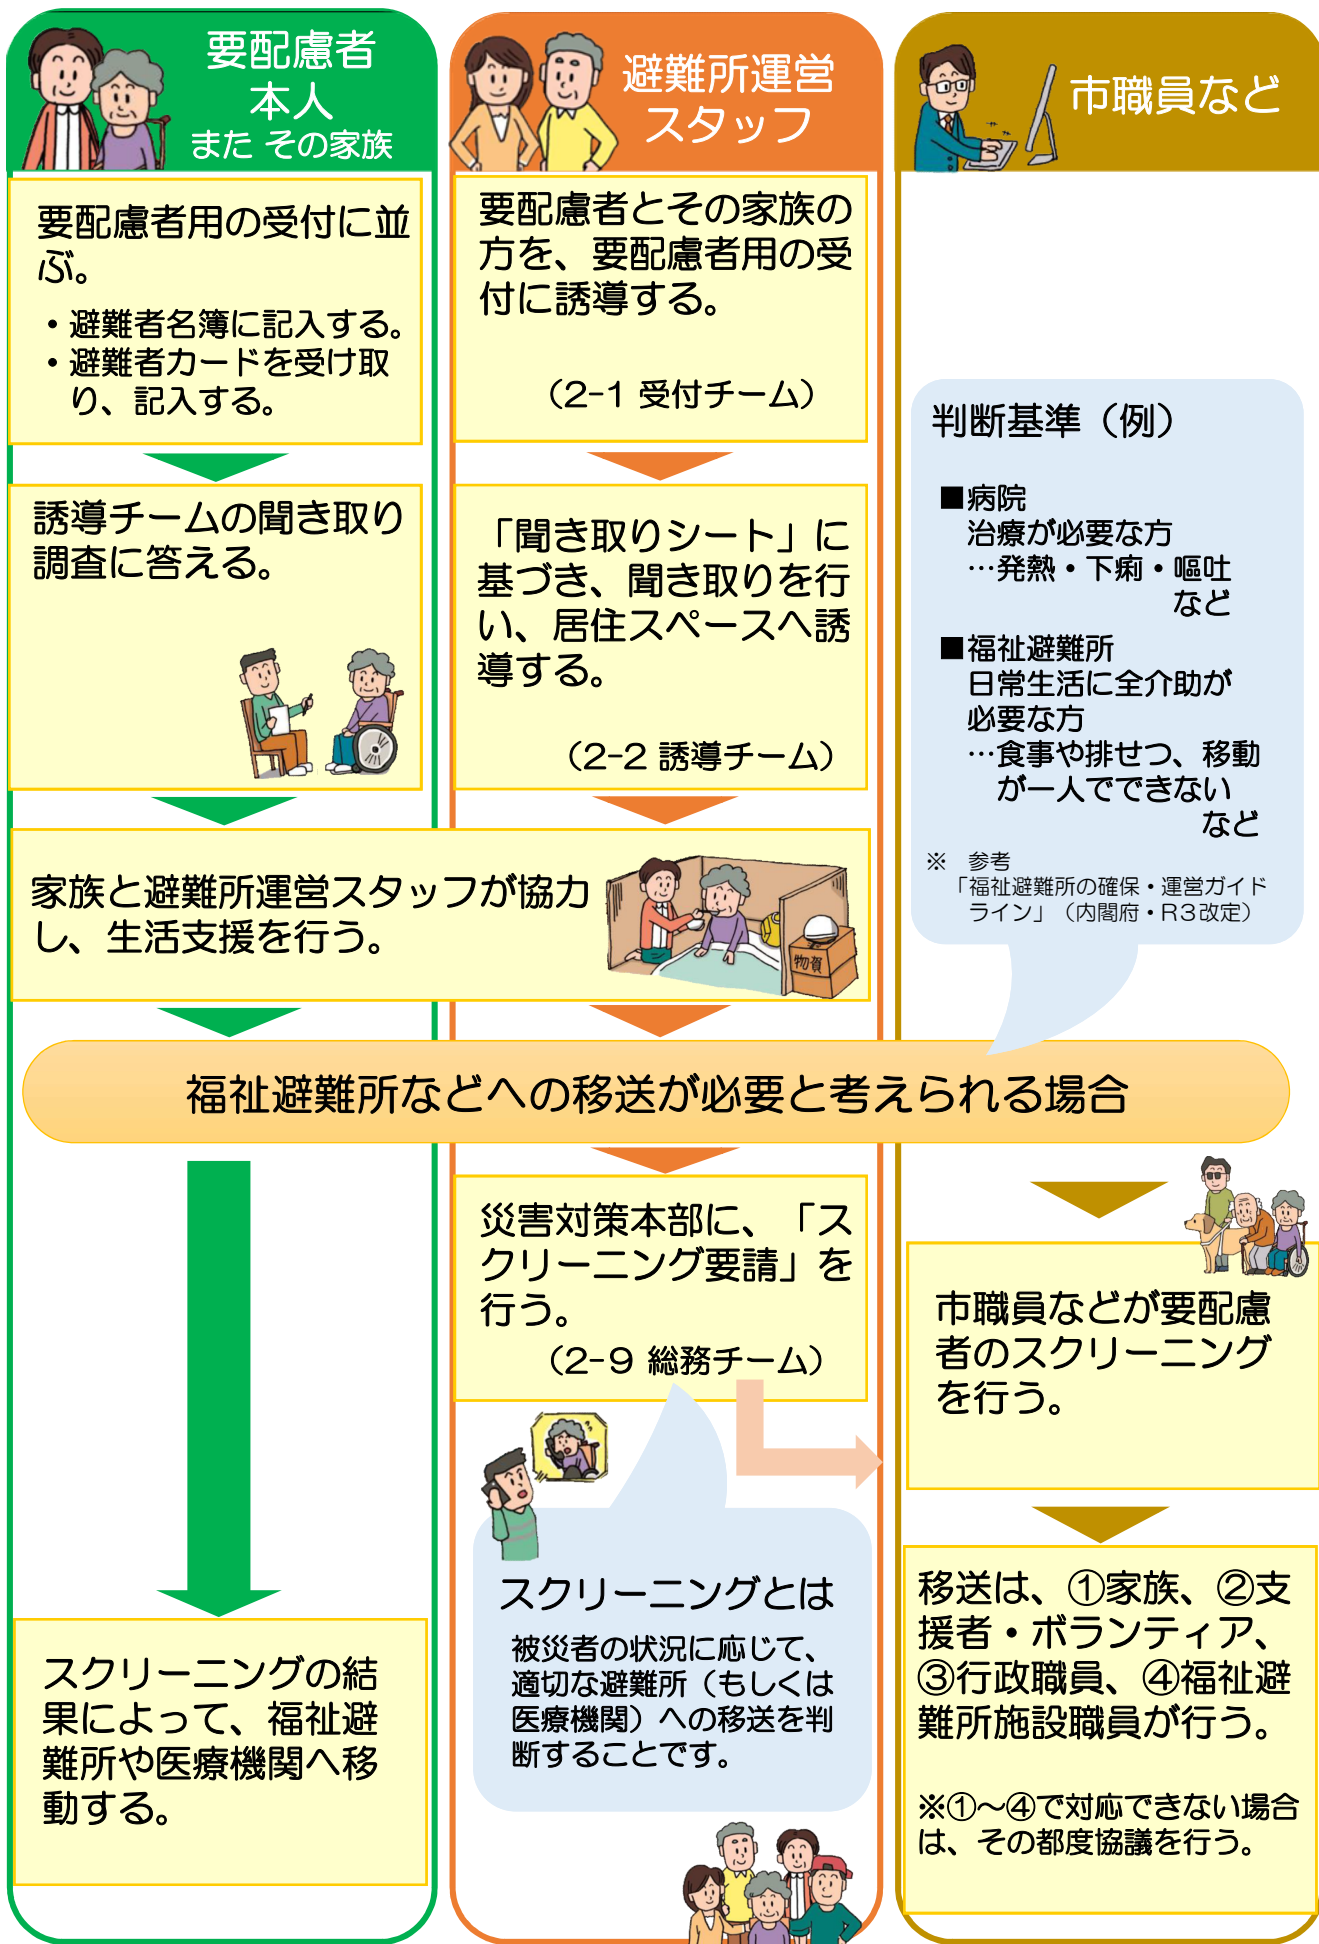 要配慮者
本人
また その家族
要配慮者用の受付に並
ぶ。
・避難者名簿に記入する。
・避難者カードを受け取
り、記入する。
誘導チームの聞き取り
調査に答える。
避難所運営
スタッフ
要配慮者とその家族の
方を、要配慮者用の受
付に誘導する。
（2-1 受付チーム）
「聞き取りシート」に
基づき、聞き取りを行
い、居住スペースへ誘
導する。
（2-2 誘導チーム）
家族と避難所運営スタッフが協力
し、生活支援を行う。
物資
市職員など
判断基準（例）
■病院
治療が必要な方
…発熱・下痢・嘔吐
など
■福祉避難所
日常生活に全介助が
必要な方
…食事や排せつ、移動
が一人でできない
など
※ 参考
「福祉避難所の確保・運営ガイド
ライン」（内閣府・R3改定）
福祉避難所などへの移送が必要と考えられる場合
スクリーニングの結
果によって、福祉避
難所や医療機関へ移
動する。
災害対策本部に、「ス
クリーニング要請」を
行う。
（2-9 総務チーム）
スクリーニングとは
被災者の状況に応じて、
適切な避難所（もしくは
医療機関）への移送を判
断することです。
市職員などが要配慮
者のスクリーニング
を行う。
移送は、①家族、②支
援者・ボランティア、
③行政職員、④福祉避
難所施設職員が行う。
※①～④で対応できない場合
は、その都度協議を行う。